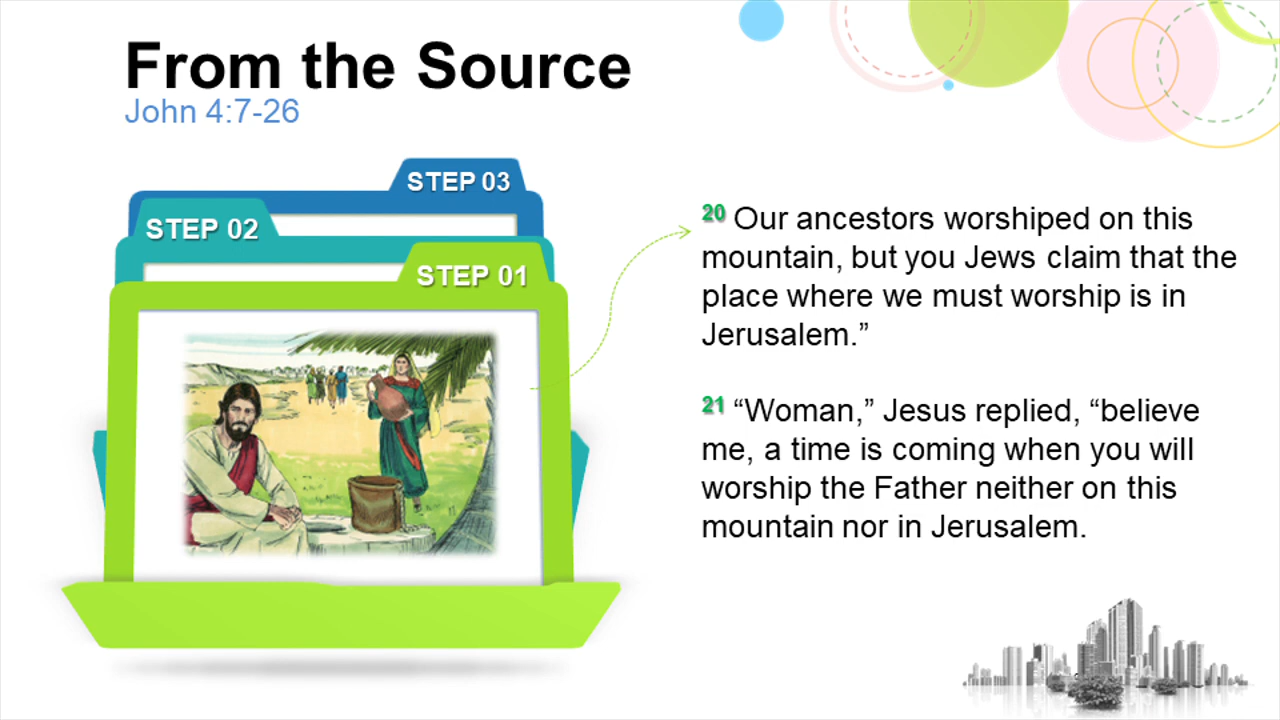 From the Source
John 4:7-26
STEP 03
STEP 02
STEP 01
20 Our ancestors worshiped on this
mountain, but you Jews claim that the
place where we must worship is in
Jerusalem.”
21 “Woman,” Jesus replied, “believe
me, a time is coming when you will
worship the Father neither on this
mountain nor in Jerusalem.